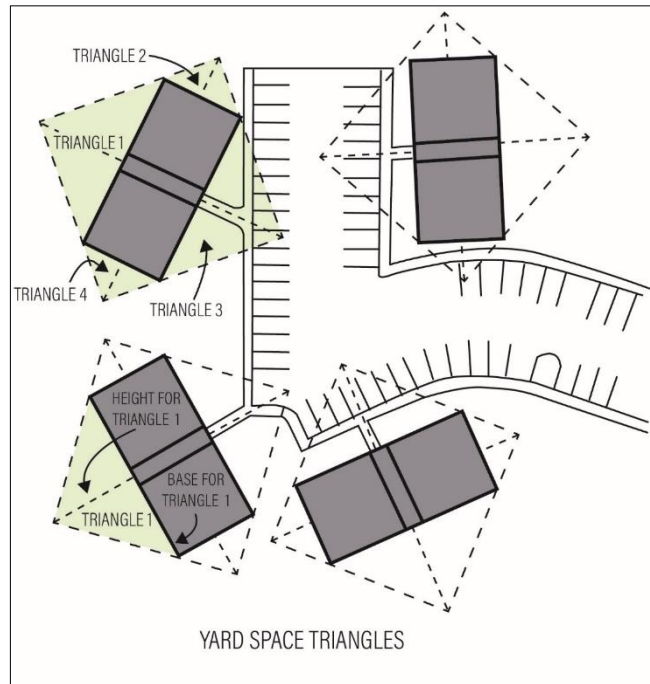 TRIANGLE 2
TRIANGLE 1
TRIANGLE 4
TRIANGLE 3
HEIGHT FOR
TRIANGLE 1
BASE FOR
TRIANGLE 1
TRIANGLE 1
YARD SPACE TRIANGLES